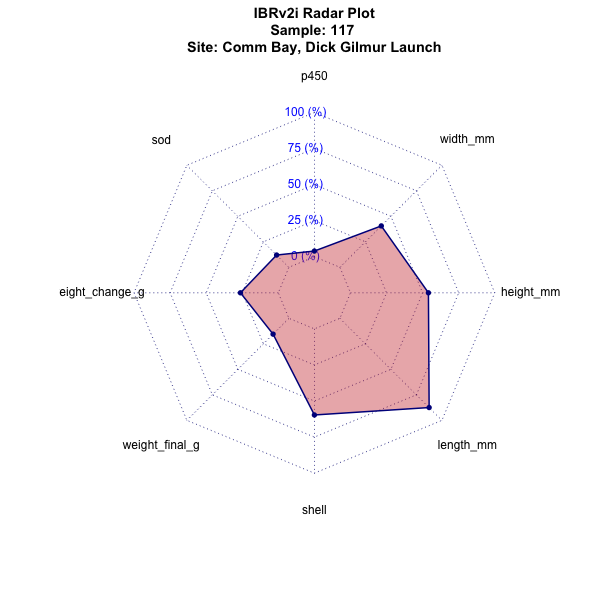 IBRv2i Radar Plot
Sample: 117
Site: Comm Bay, Dick Gilmur Launch
p450
100 (%)
sod
width_mm
75 (%)
50 (%)
25 (%)
0 (%)
eight_change_g
height_mm
weight_final_g
length_mm
shell